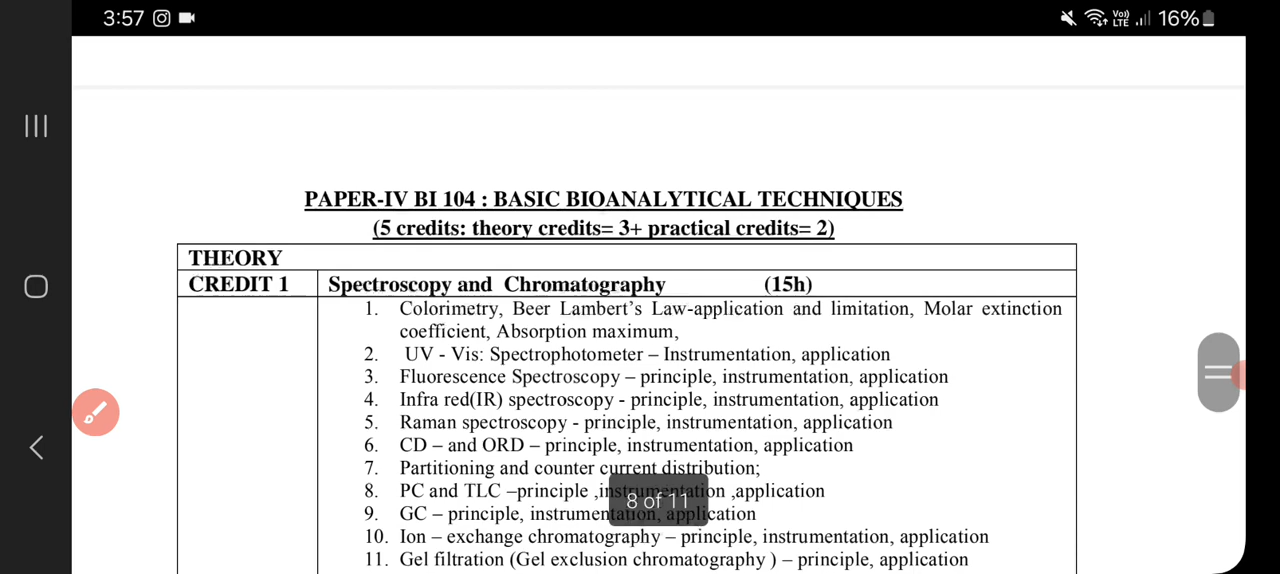 3:57
Vo)) LTE 16%
PAPER-IV BI 104 : BASIC BIOANALYTICAL TECHNIQUES
(5 credits: theory credits= 3+ practical credits= 2)
THEORY
CREDIT 1 Spectroscopy and Chromatography (15h)
1. Colorimetry, Beer Lambert's Law-application and limitation, Molar extinction
coefficient, Absorption maximum,
2. UV - Vis: Spectrophotometer – Instrumentation, application
3. Fluorescence Spectroscopy – principle, instrumentation, application
4. Infra red(IR) spectroscopy - principle, instrumentation, application
5. Raman spectroscopy - principle, instrumentation, application
6. CD – and ORD – principle, instrumentation, application
7. Partitioning and counter current distribution;
8. PC and TLC –principle ,instrumentation ,application
8 of 11
9. GC – principle, instrumentation, application
10. Ion – exchange chromatography – principle, instrumentation, application
11. Gel filtration (Gel exclusion chromatography ) – principle, application